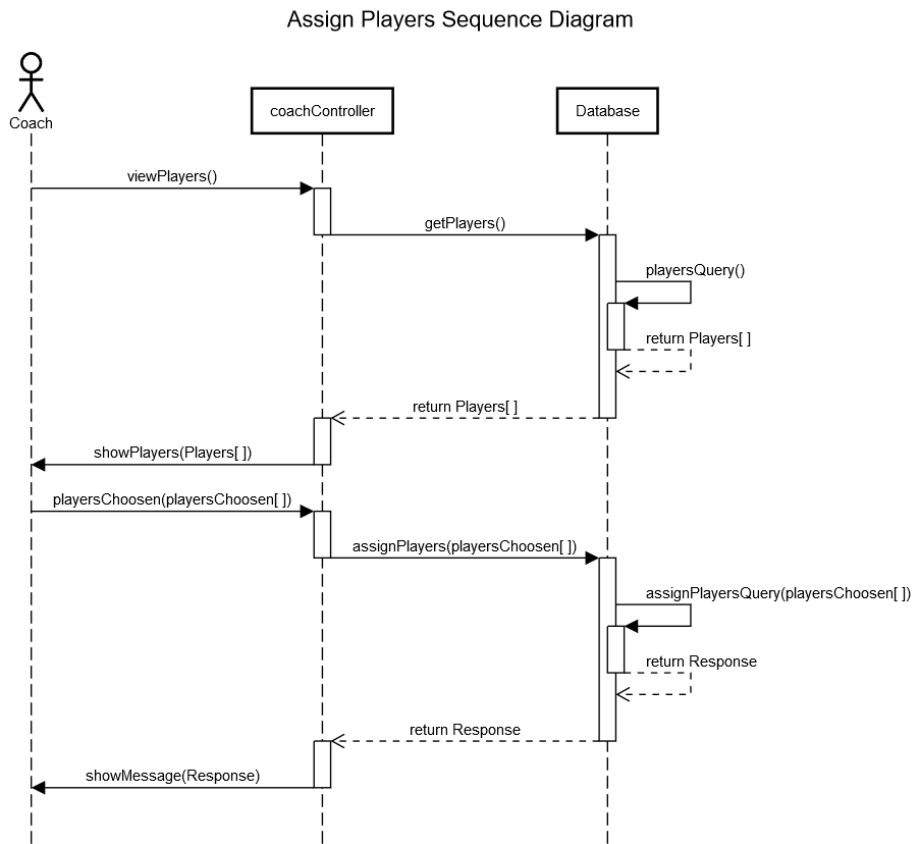 Assign Players Sequence Diagram
Coach
coachController
Database
viewPlayers()
getPlayers()
playersQuery()
return Players[ ]
return Players[ ]
showPlayers(Players[ ])
playersChoosen(playersChoosen[ ])
assignPlayers(playersChoosen[ ])
assignPlayersQuery(playersChoosen[ ])
return Response
return Response
showMessage(Response)